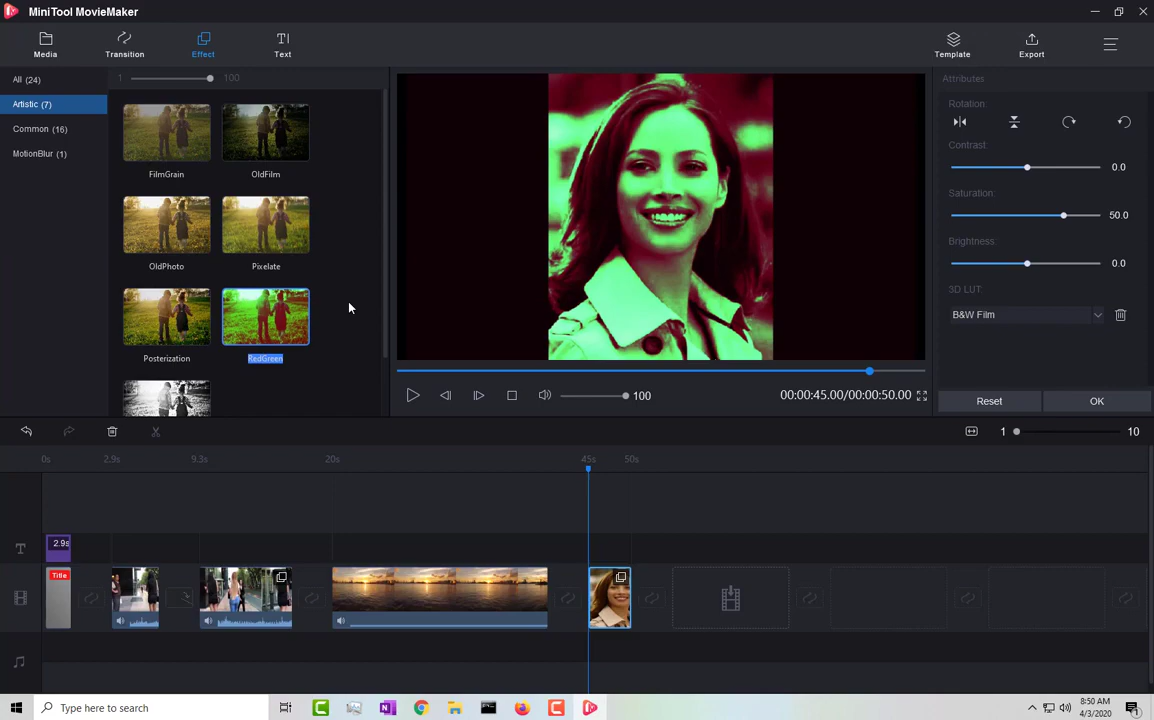 MiniTool MovieMaker
Media
Transition
Effect
Text
Template
Export
All (24)
1
100
Attributes
Artistic (7)
Common (16)
MotionBlur (1)
FilmGrain
OldFilm
OldPhoto
Pixelate
Posterization
RedGreen
Rotation:
Contrast:
0.0
Saturation:
50.0
Brightness:
0.0
3D LUT:
B&W Film
100
00:00:45.00/00:00:50.00
Reset
OK
1
10
0s
2.9s
9.3s
20s
45s
50s
T
2.9s
Title
Type here to search
8:50 AM
4/3/2020
1